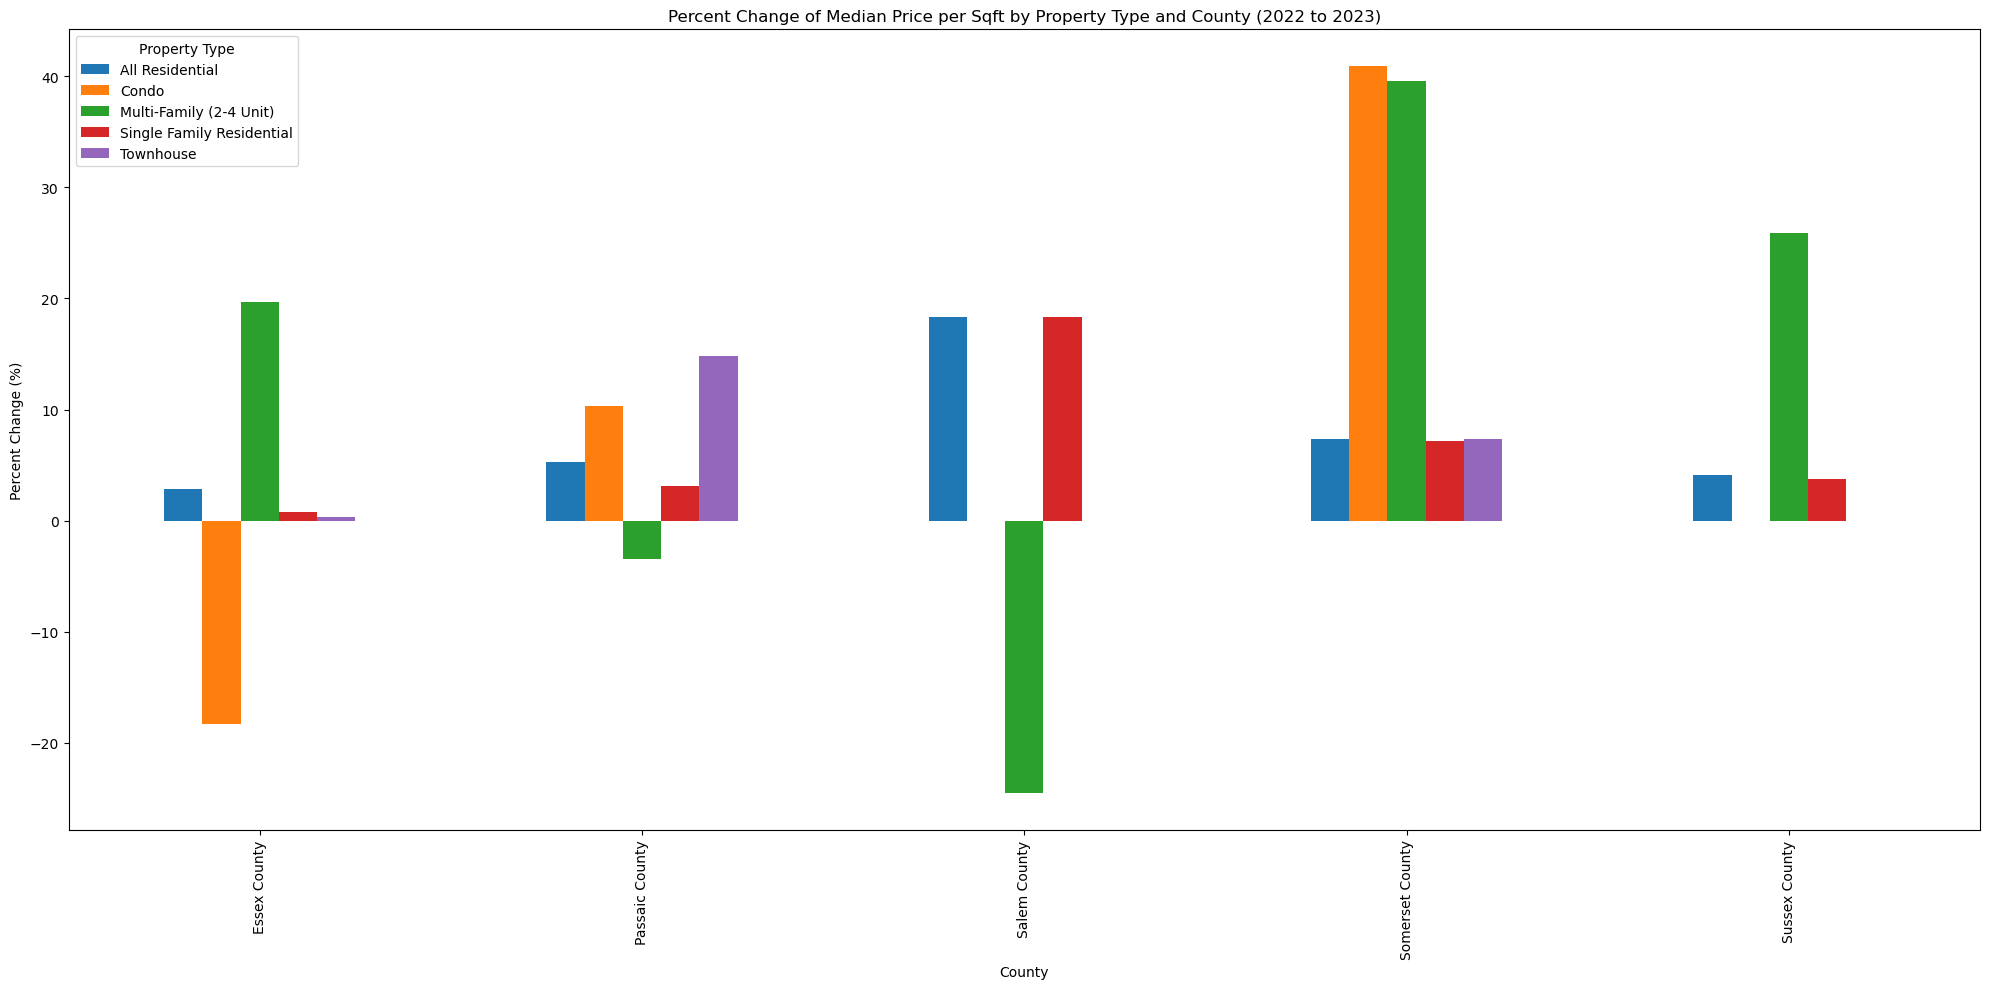 Percent Change of Median Price per Sqft by Property Type and County (2022 to 2023)
Property Type
All Residential
Condo
Multi-Family (2-4 Unit)
Single Family Residential
Townhouse
Percent Change (%)
40
30
20
10
0
−10
−20
Essex County
Passaic County
Salem County
Somerset County
Sussex County
County